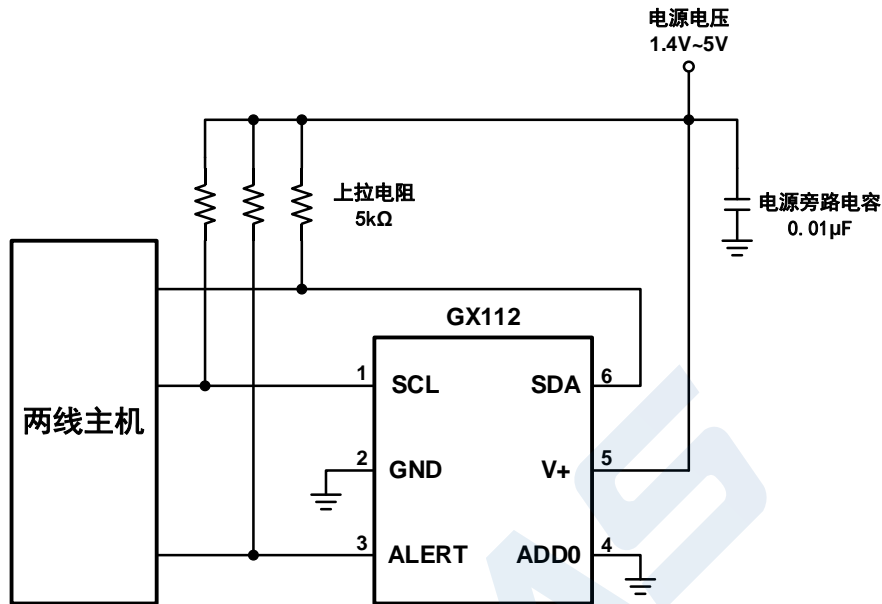 电源电压
1.4V~5V
上拉电阻
5kΩ
电源旁路电容
0.01μF
GX112
两线主机
1
SCL
SDA
6
2
GND
V+
5
3
ALERT
ADD0
4